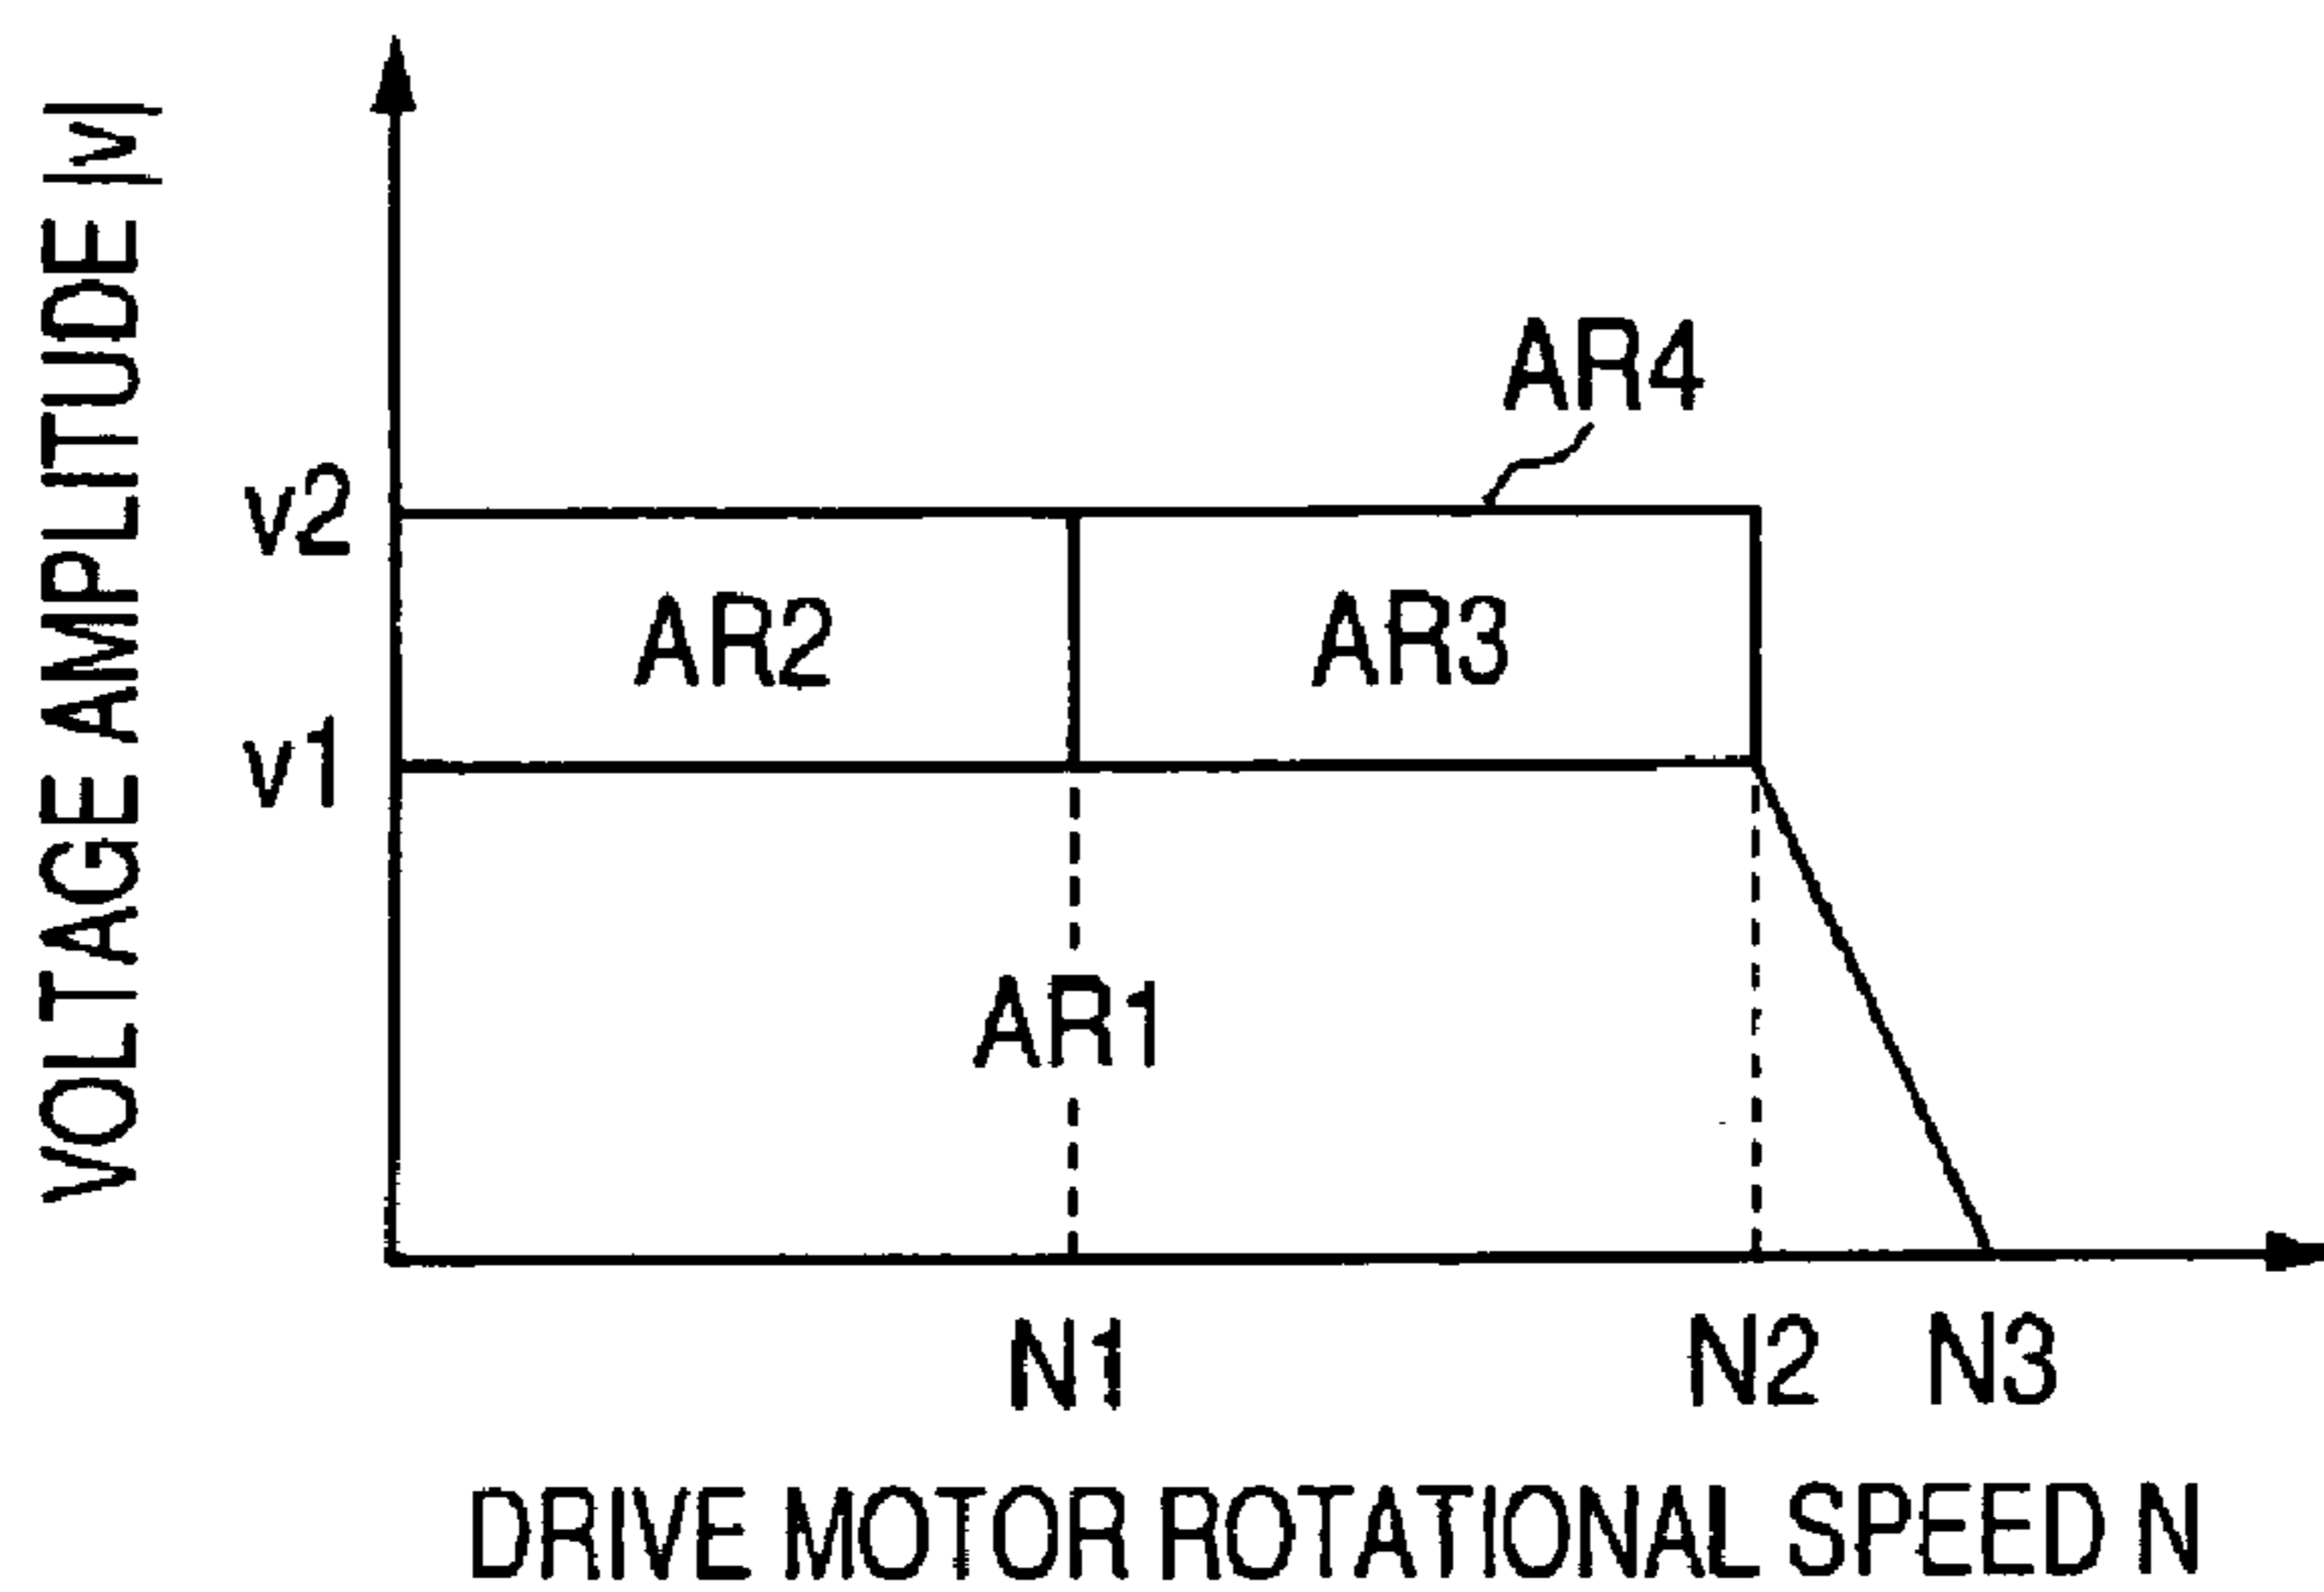 VOLTAGE AMPLITUDE |v|
AR4
v2
AR2
AR3
v1
AR1
N1
N2
N3
DRIVE MOTOR ROTATIONAL SPEED N